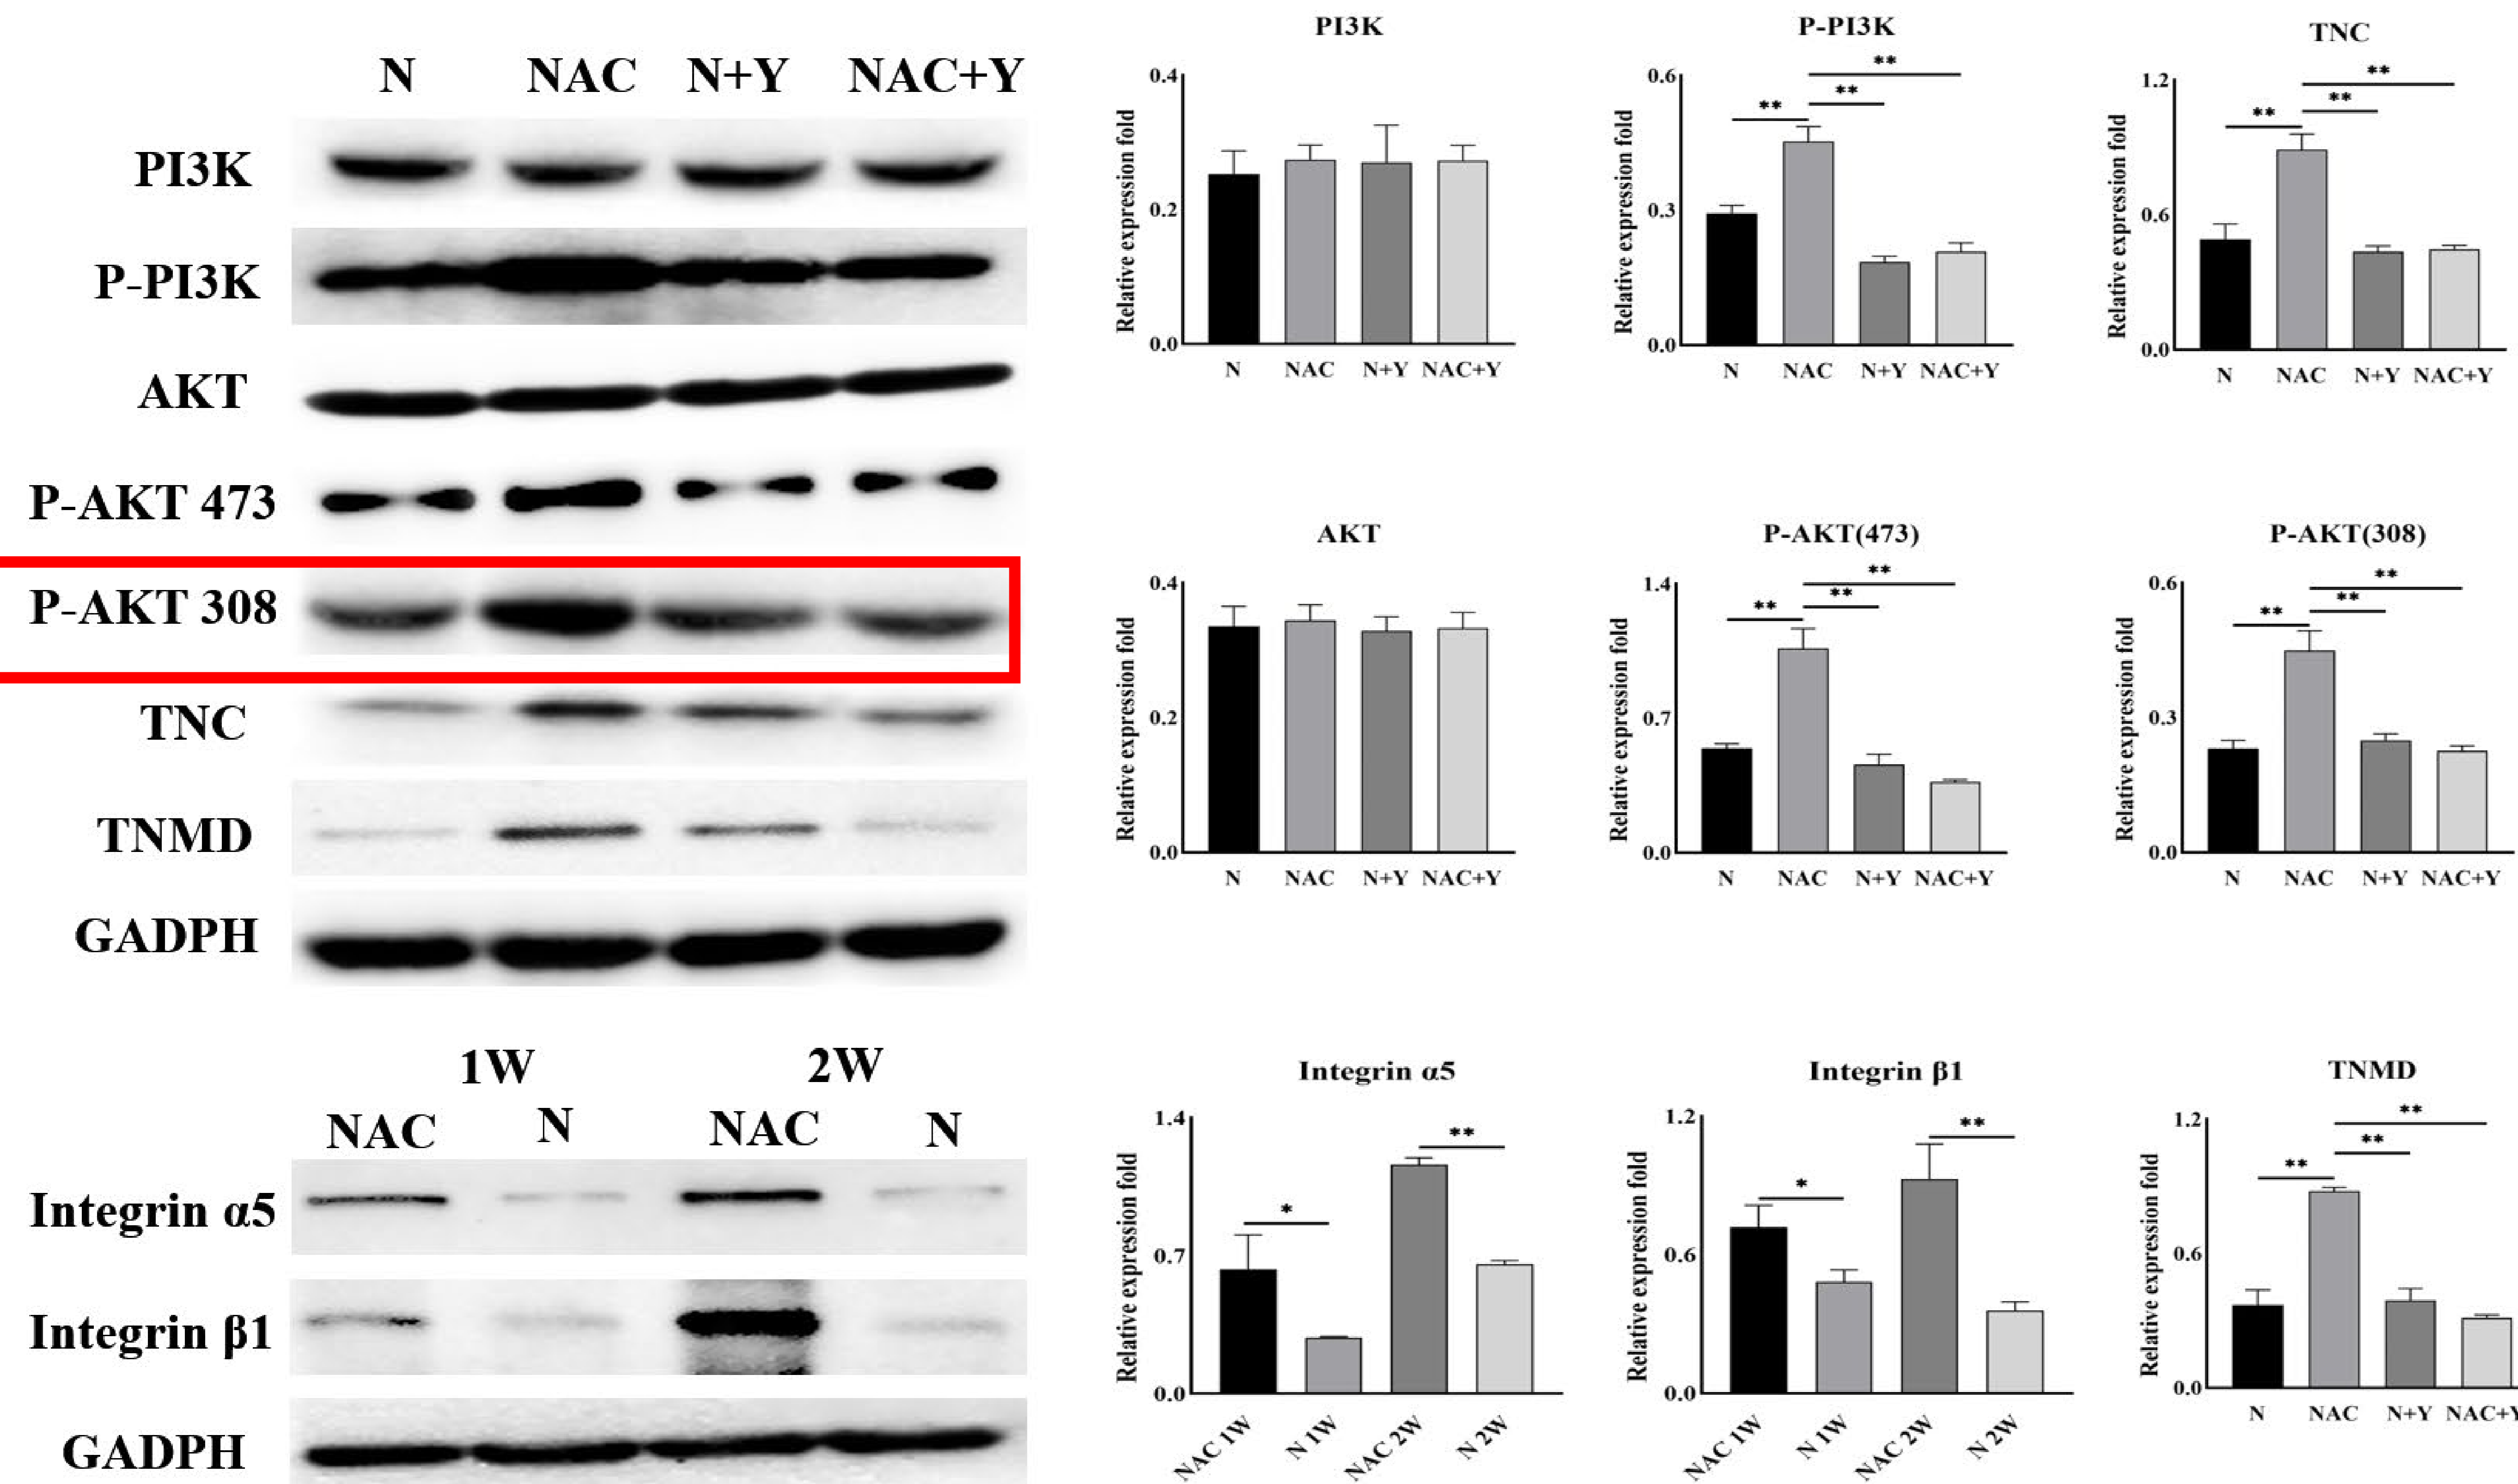 N NAC N+Y NAC+Y
PI3K
P-PI3K
AKT
P-AKT 473
P-AKT 308
TNC
TNMD
GADPH
1W 2W
NAC N NAC N
Integrin α5
Integrin β1
GADPH
PI3K
Relative expression fold
0.4
0.2
0.0
N NAC N+Y NAC+Y
P-PI3K
Relative expression fold
0.6
0.3
0.0
** ** **
N NAC N+Y NAC+Y
TNC
Relative expression fold
1.2
0.6
0.0
** ** **
N NAC N+Y NAC+Y
AKT
Relative expression fold
0.4
0.2
0.0
N NAC N+Y NAC+Y
P-AKT(473)
Relative expression fold
1.4
0.7
0.0
** ** **
N NAC N+Y NAC+Y
P-AKT(308)
Relative expression fold
0.6
0.3
0.0
** ** **
N NAC N+Y NAC+Y
Integrin α5
Relative expression fold
1.4
0.7
0.0
* **
NAC 1W N 1W NAC 2W N 2W
Integrin β1
Relative expression fold
1.2
0.6
0.0
* **
NAC 1W N 1W NAC 2W N 2W
TNMD
Relative expression fold
1.2
0.6
0.0
** ** **
N NAC N+Y NAC+Y